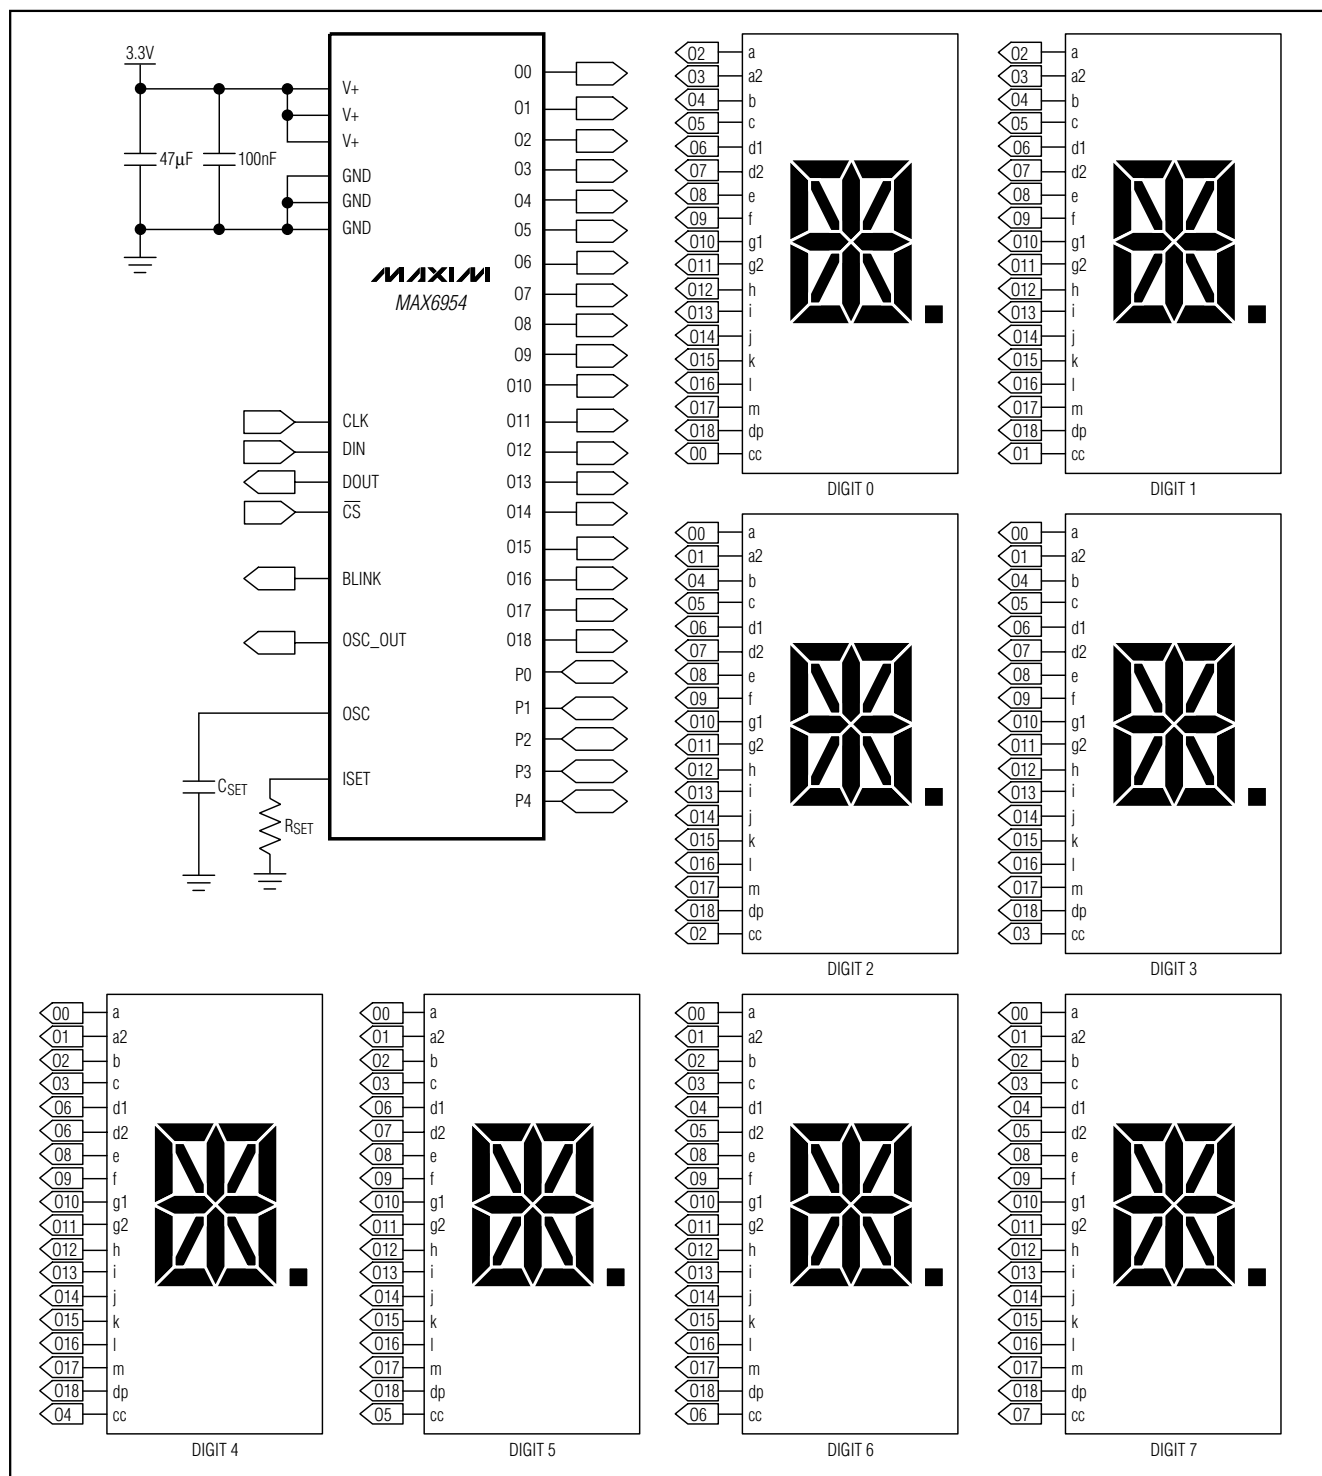 3.3V
47µF
100nF
V+
V+
V+
GND
GND
GND
MAXIM
MAX6954
CLK
DIN
DOUT
CS
BLINK
OSC_OUT
OSC
ISET
CSET
RSET
O0
O1
O2
O3
O4
O5
O6
O7
O8
O9
O10
O11
O12
O13
O14
O15
O16
O17
O18
P0
P1
P2
P3
P4
O2 a
O3 a2
O4 b
O5 c
O6 d1
O7 d2
O8 e
O9 f
O10 g1
O11 g2
O12 h
O13 i
O14 j
O15 k
O16 l
O17 m
O18 dp
O0 cc
DIGIT 0
O2 a
O3 a2
O4 b
O5 c
O6 d1
O7 d2
O8 e
O9 f
O10 g1
O11 g2
O12 h
O13 i
O14 j
O15 k
O16 l
O17 m
O18 dp
O1 cc
DIGIT 1
O0 a
O1 a2
O4 b
O5 c
O6 d1
O7 d2
O8 e
O9 f
O10 g1
O11 g2
O12 h
O13 i
O14 j
O15 k
O16 l
O17 m
O18 dp
O2 cc
DIGIT 2
O0 a
O1 a2
O4 b
O5 c
O6 d1
O7 d2
O8 e
O9 f
O10 g1
O11 g2
O12 h
O13 i
O14 j
O15 k
O16 l
O17 m
O18 dp
O3 cc
DIGIT 3
O0 a
O1 a2
O2 b
O3 c
O6 d1
O6 d2
O8 e
O9 f
O10 g1
O11 g2
O12 h
O13 i
O14 j
O15 k
O16 l
O17 m
O18 dp
O4 cc
DIGIT 4
O0 a
O1 a2
O2 b
O3 c
O6 d1
O7 d2
O8 e
O9 f
O10 g1
O11 g2
O12 h
O13 i
O14 j
O15 k
O16 l
O17 m
O18 dp
O5 cc
DIGIT 5
O0 a
O1 a2
O2 b
O3 c
O4 d1
O5 d2
O8 e
O9 f
O10 g1
O11 g2
O12 h
O13 i
O14 j
O15 k
O16 l
O17 m
O18 dp
O6 cc
DIGIT 6
O0 a
O1 a2
O2 b
O3 c
O4 d1
O5 d2
O8 e
O9 f
O10 g1
O11 g2
O12 h
O13 i
O14 j
O15 k
O16 l
O17 m
O18 dp
O7 cc
DIGIT 7